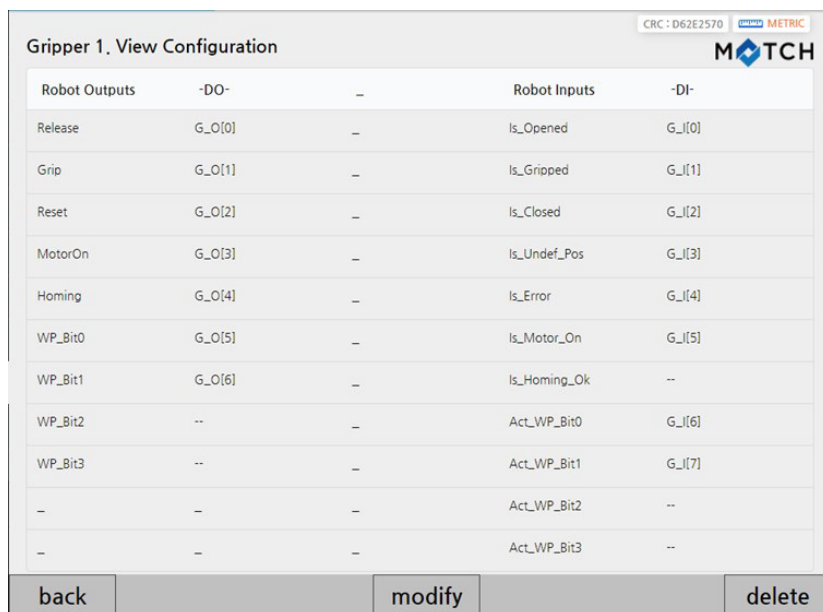 CRC : D62E2570 METRIC
Gripper 1. View Configuration
MATCH
Robot Outputs -DO- _ Robot Inputs -DI-
Release G_O[0] _ Is_Opened G_I[0]
Grip G_O[1] _ Is_Gripped G_I[1]
Reset G_O[2] _ Is_Closed G_I[2]
MotorOn G_O[3] _ Is_Undef_Pos G_I[3]
Homing G_O[4] _ Is_Error G_I[4]
WP_Bit0 G_O[5] _ Is_Motor_On G_I[5]
WP_Bit1 G_O[6] _ Is_Homing_Ok --
WP_Bit2 -- _ Act_WP_Bit0 G_I[6]
WP_Bit3 -- _ Act_WP_Bit1 G_I[7]
_ _ _ Act_WP_Bit2 --
_ _ _ Act_WP_Bit3 --
back modify delete